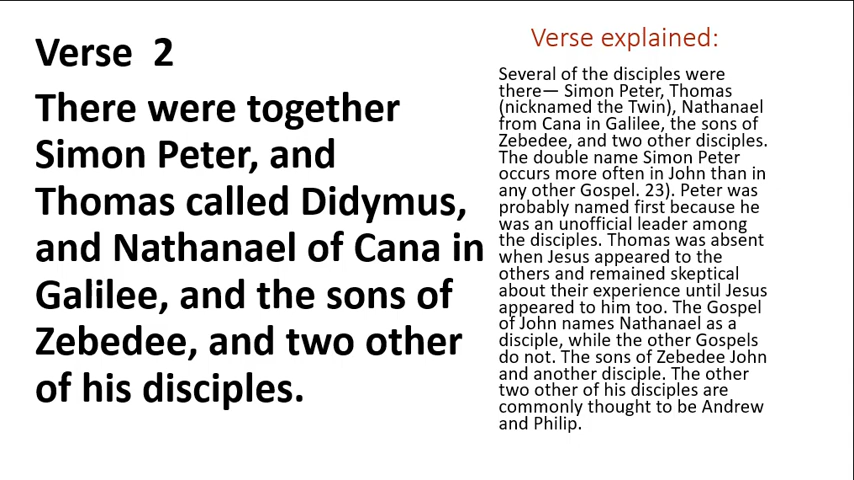 Verse  2
There were together
Simon Peter, and
Thomas called Didymus,
and Nathanael of Cana in
Galilee, and the sons of
Zebedee, and two other
of his disciples.
Verse explained:
Several of the disciples were
there— Simon Peter, Thomas
(nicknamed the Twin), Nathanael
from Cana in Galilee, the sons of
Zebedee, and two other disciples.
The double name Simon Peter
occurs more often in John than in
any other Gospel. 23). Peter was
probably named first because he
was an unofficial leader among
the disciples. Thomas was absent
when Jesus appeared to the
others and remained skeptical
about their experience until Jesus
appeared to him too. The Gospel
of John names Nathanael as a
disciple, while the other Gospels
do not. The sons of Zebedee John
and another disciple. The other
two other of his disciples are
commonly thought to be Andrew
and Philip.